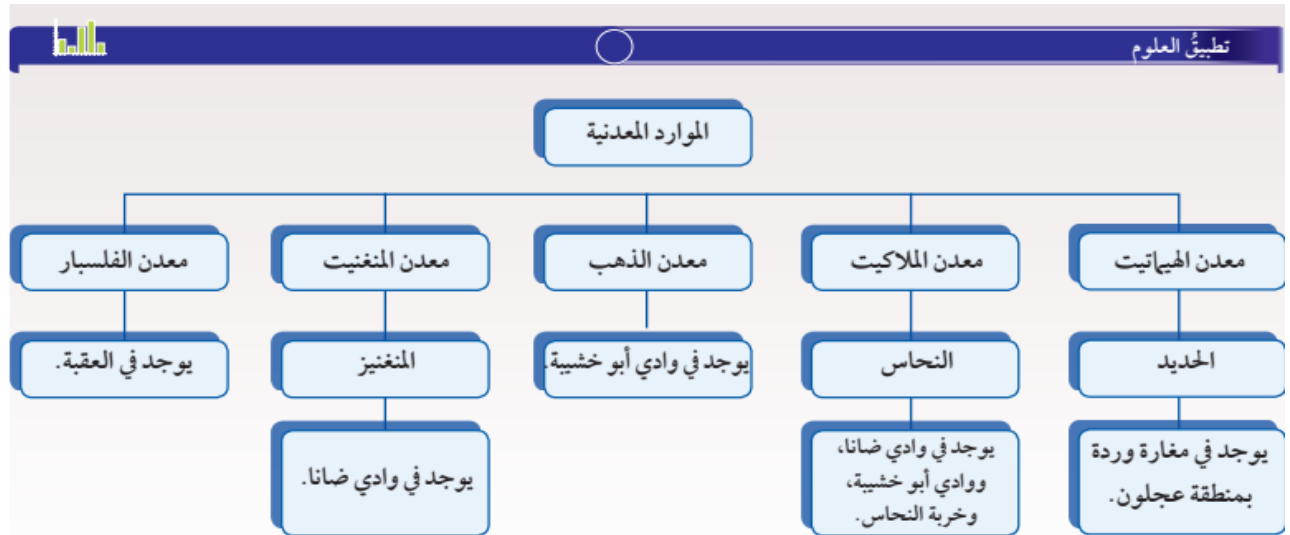 تطبيقُ العلوم
الموارد المعدنية
معدن الهيماتيت
معدن الملاكيت
معدن الذهب
معدن المنغنيت
معدن الفلسبار
الحديد
النحاس
يوجد في وادي أبو خشيبة.
المنغنيز
يوجد في العقبة.
يوجد في مغارة وردة
بمنطقة عجلون.
يوجد في وادي ضانا،
ووادي أبو خشيبة،
وخربة النحاس.
يوجد في وادي ضانا.